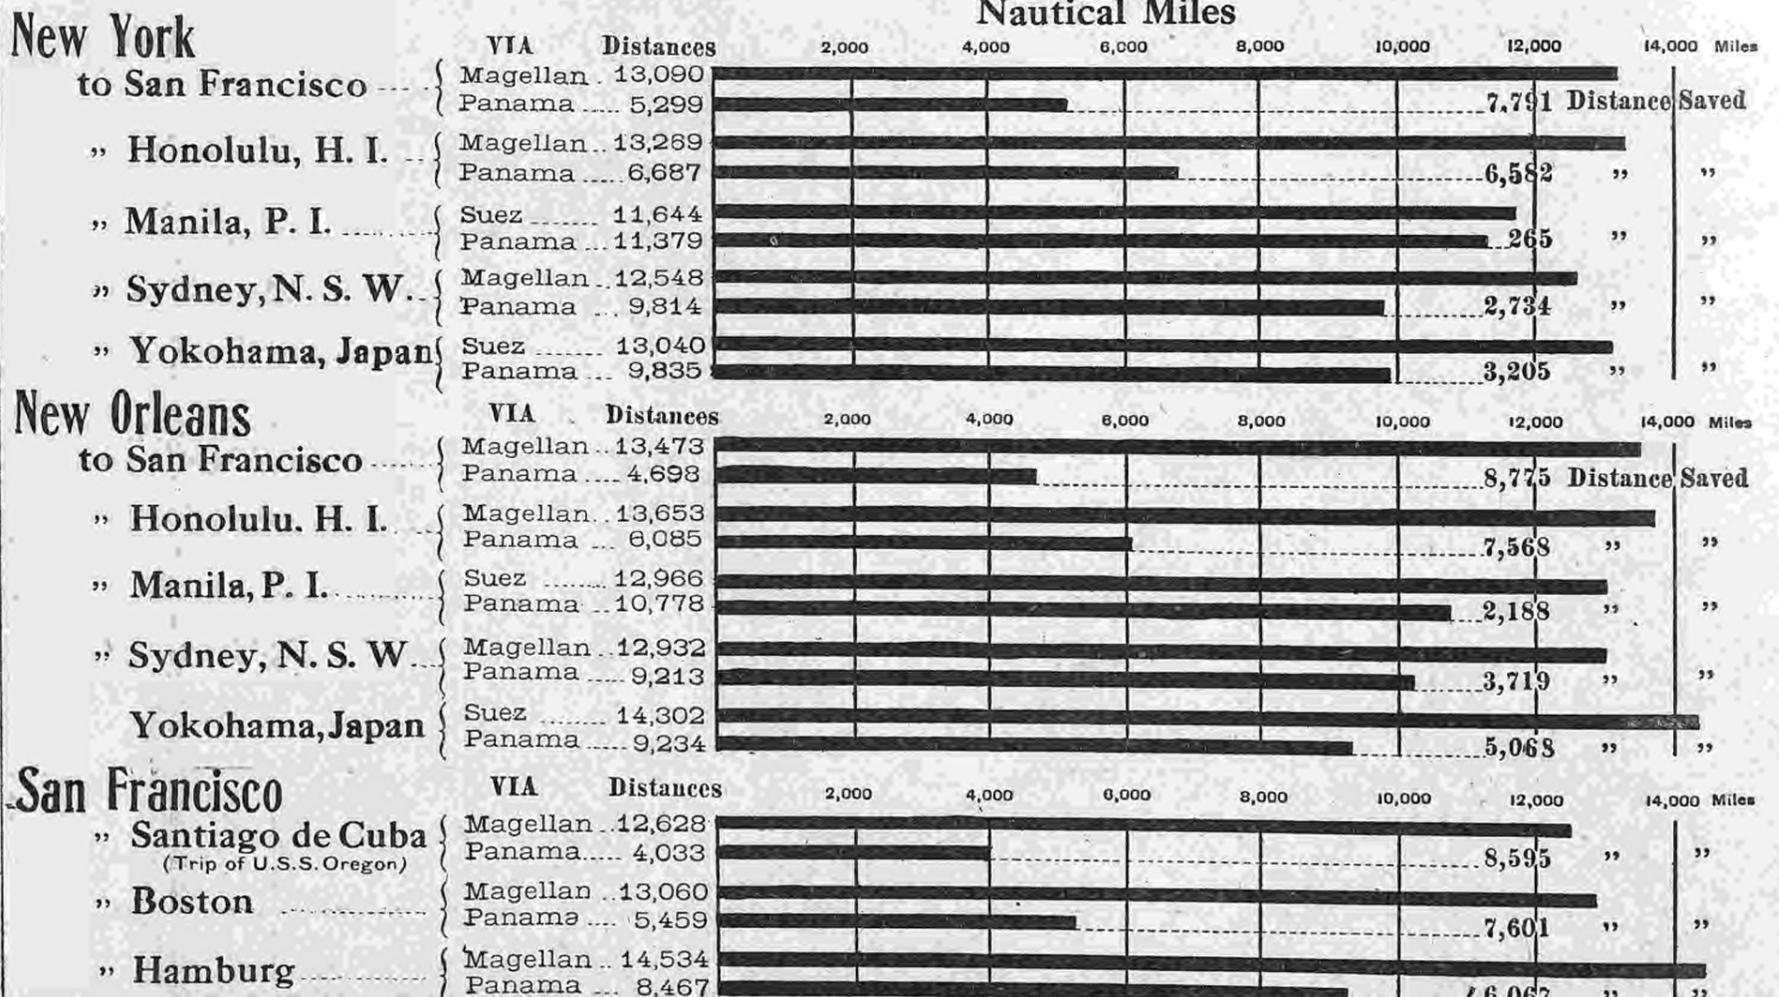 Nautical Miles
New York VIA Distances 2,000 4,000 6,000 8,000 10,000 12,000 14,000 Miles
to San Francisco Magellan 13,090
Panama 5,299 7,791 Distance Saved
„ Honolulu, H. I. Magellan 13,269
Panama 6,687 6,582 „ „
„ Manila, P. I. Suez 11,644
Panama 11,379 265 „ „
„ Sydney, N. S. W. Magellan 12,548
Panama 9,814 2,734 „ „
„ Yokohama, Japan Suez 13,040
Panama 9,835 3,205 „ „
New Orleans VIA Distances 2,000 4,000 6,000 8,000 10,000 12,000 14,000 Miles
to San Francisco Magellan 13,473
Panama 4,698 8,775 Distance Saved
„ Honolulu. H. I. Magellan 13,653
Panama 6,085 7,568 „ „
„ Manila, P. I. Suez 12,966
Panama 10,778 2,188 „ „
„ Sydney, N. S. W. Magellan 12,932
Panama 9,213 3,719 „ „
Yokohama, Japan Suez 14,302
Panama 9,234 5,068 „ „
San Francisco VIA Distances 2,000 4,000 6,000 8,000 10,000 12,000 14,000 Miles
„ Santiago de Cuba Magellan 12,628
(Trip of U.S.S. Oregon) Panama 4,033 8,595 „ „
„ Boston Magellan 13,060
Panama 5,459 7,601 „ „
„ Hamburg Magellan 14,534
Panama 8,467 6,067 „ „